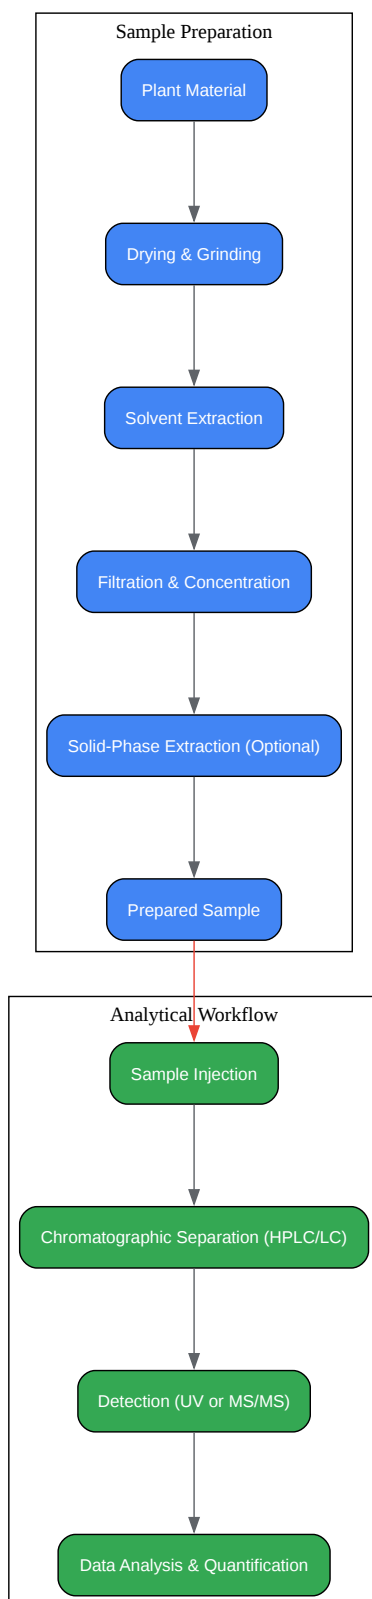 Sample Preparation
Plant Material
Drying & Grinding
Solvent Extraction
Filtration & Concentration
Solid-Phase Extraction (Optional)
Prepared Sample
Analytical Workflow
Sample Injection
Chromatographic Separation (HPLC/LC)
Detection (UV or MS/MS)
Data Analysis & Quantification